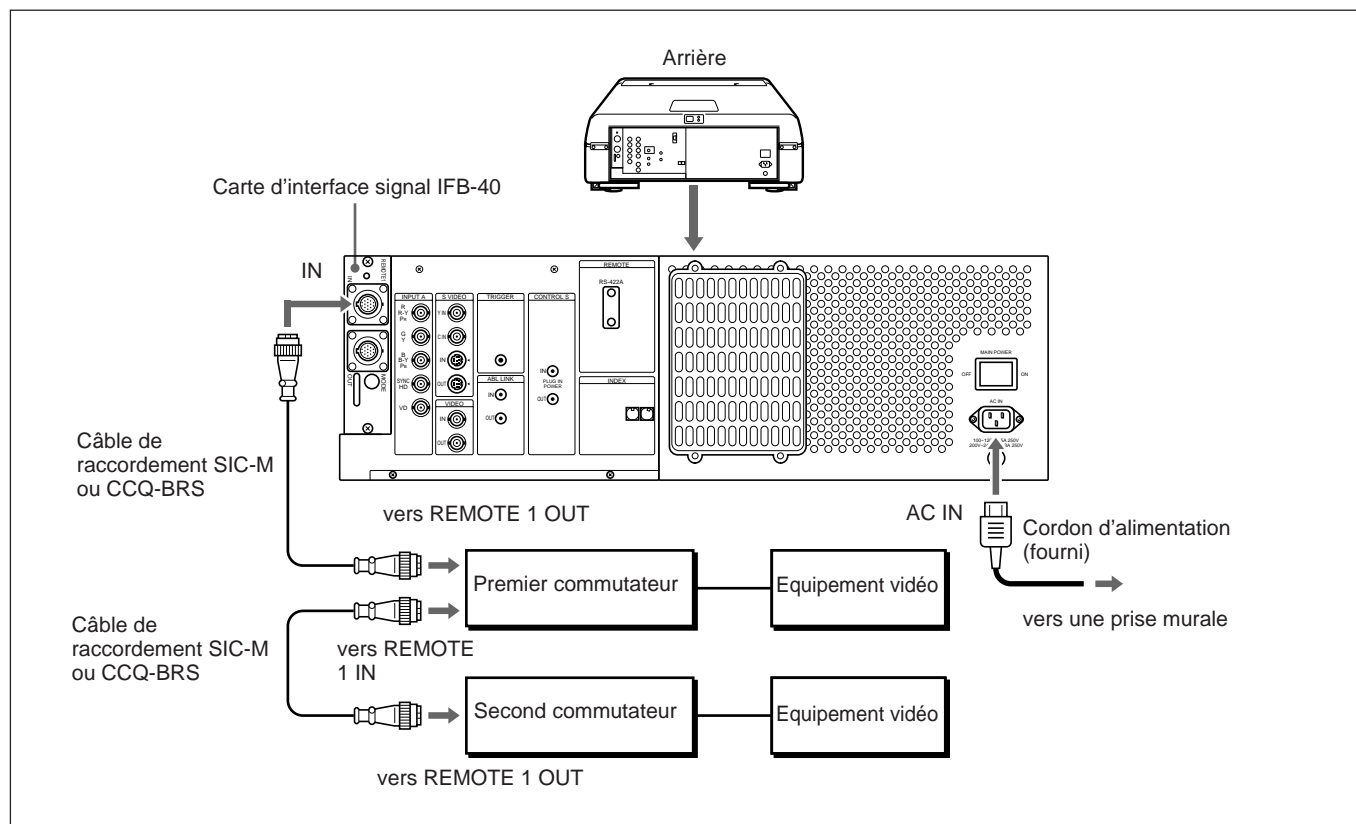 Arrière
Carte d'interface signal IFB-40
IN
REMOTE1
IN
OUT
MODE
INPUT A
R
R-Y
PR
G
Y
B
B-Y
PB
SYNC
HD
VD
S VIDEO
Y IN
C IN
IN
OUT
VIDEO
IN
OUT
TRIGGER
ABL LINK
IN
OUT
CONTROL S
IN
PLUG IN
POWER
OUT
REMOTE
RS-422A
INDEX
MAIN POWER
OFF
ON
AC IN
Câble de
raccordement SIC-M
ou CCQ-BRS
vers REMOTE 1 OUT
AC IN
Cordon d'alimentation
(fourni)
vers une prise murale
Premier commutateur
Equipement vidéo
Câble de
raccordement SIC-M
ou CCQ-BRS
vers REMOTE
1 IN
Second commutateur
Equipement vidéo
vers REMOTE 1 OUT